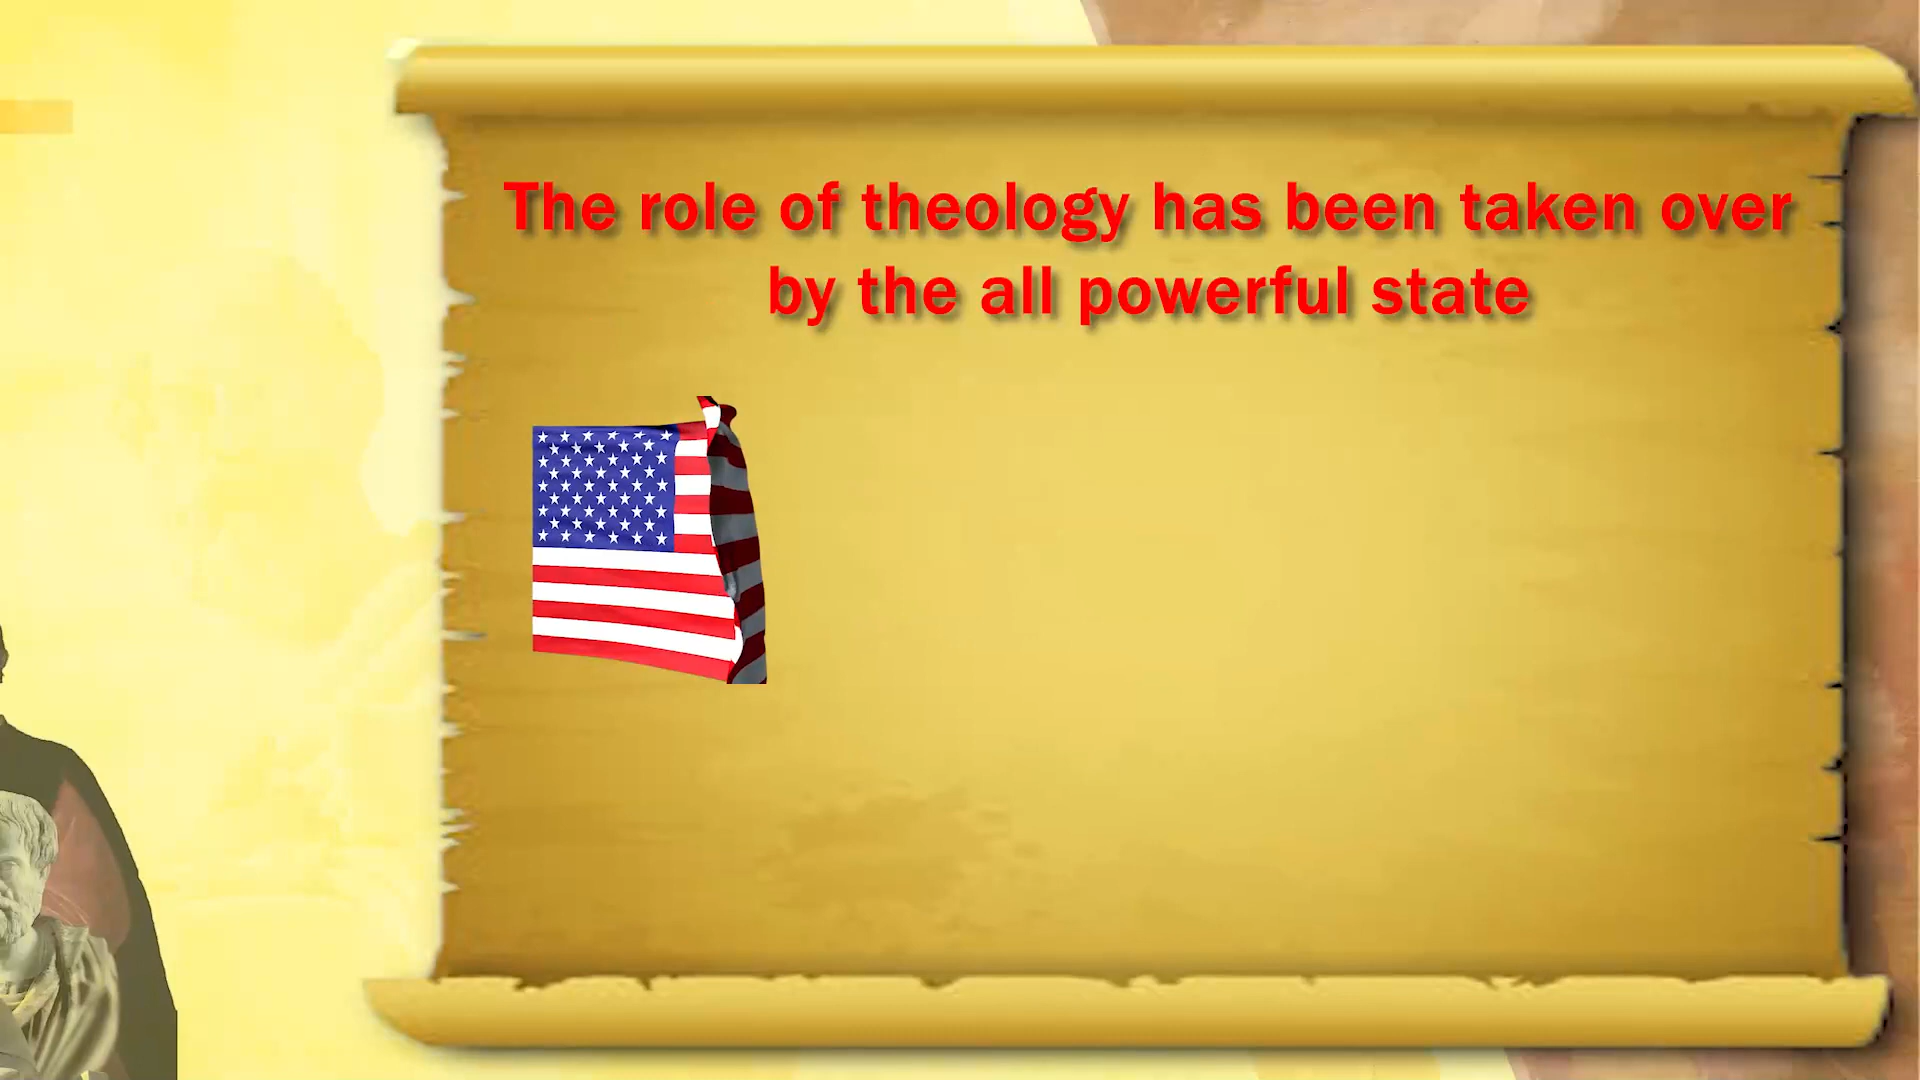 The role of theology has been taken over
by the all powerful state